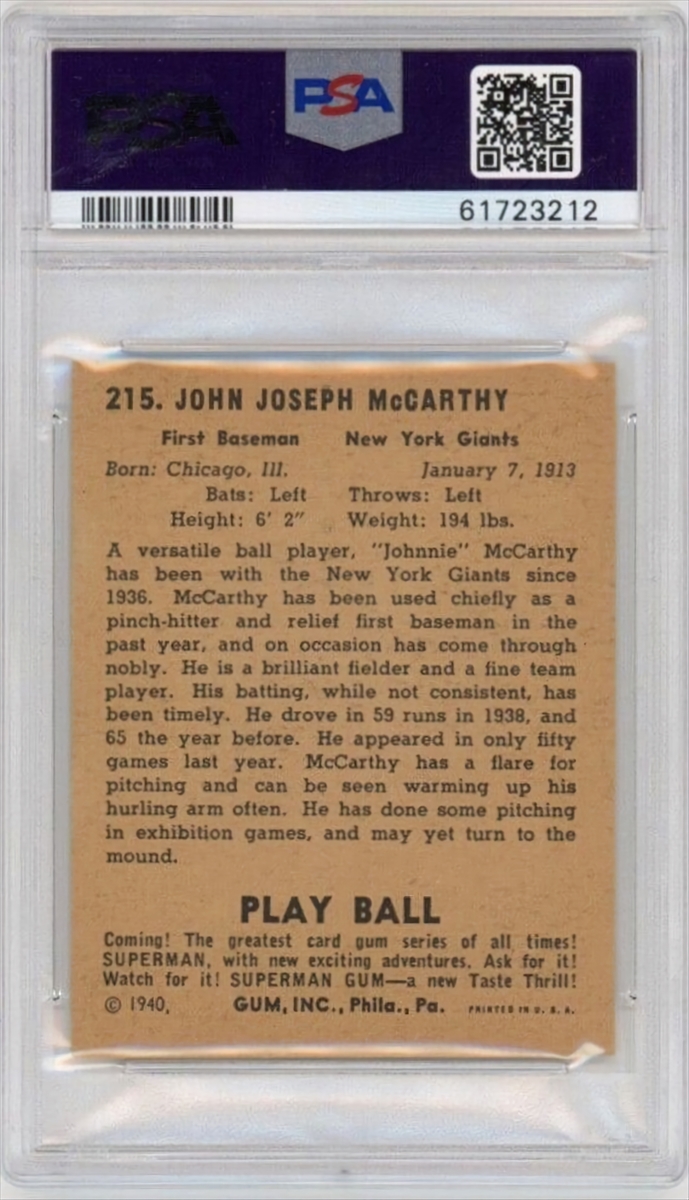 PSA
PSA
61723212
215. JOHN JOSEPH McCARTHY
First Baseman New York Giants
Born: Chicago, Ill. January 7, 1913
Bats: Left Throws: Left
Height: 6' 2" Weight: 194 lbs.
A versatile ball player, "Johnnie" McCarthy
has been with the New York Giants since
1936. McCarthy has been used chiefly as a
pinch-hitter and relief first baseman in the
past year, and on occasion has come through
nobly. He is a brilliant fielder and a fine team
player. His batting, while not consistent, has
been timely. He drove in 59 runs in 1938, and
65 the year before. He appeared in only fifty
games last year. McCarthy has a flare for
pitching and can be seen warming up his
hurling arm often. He has done some pitching
in exhibition games, and may yet turn to the
mound.
PLAY BALL
Coming! The greatest card gum series of all times!
SUPERMAN, with new exciting adventures. Ask for it!
Watch for it! SUPERMAN GUM—a new Taste Thrill!
© 1940, GUM, INC., Phila., Pa. PRINTED IN U. S. A.